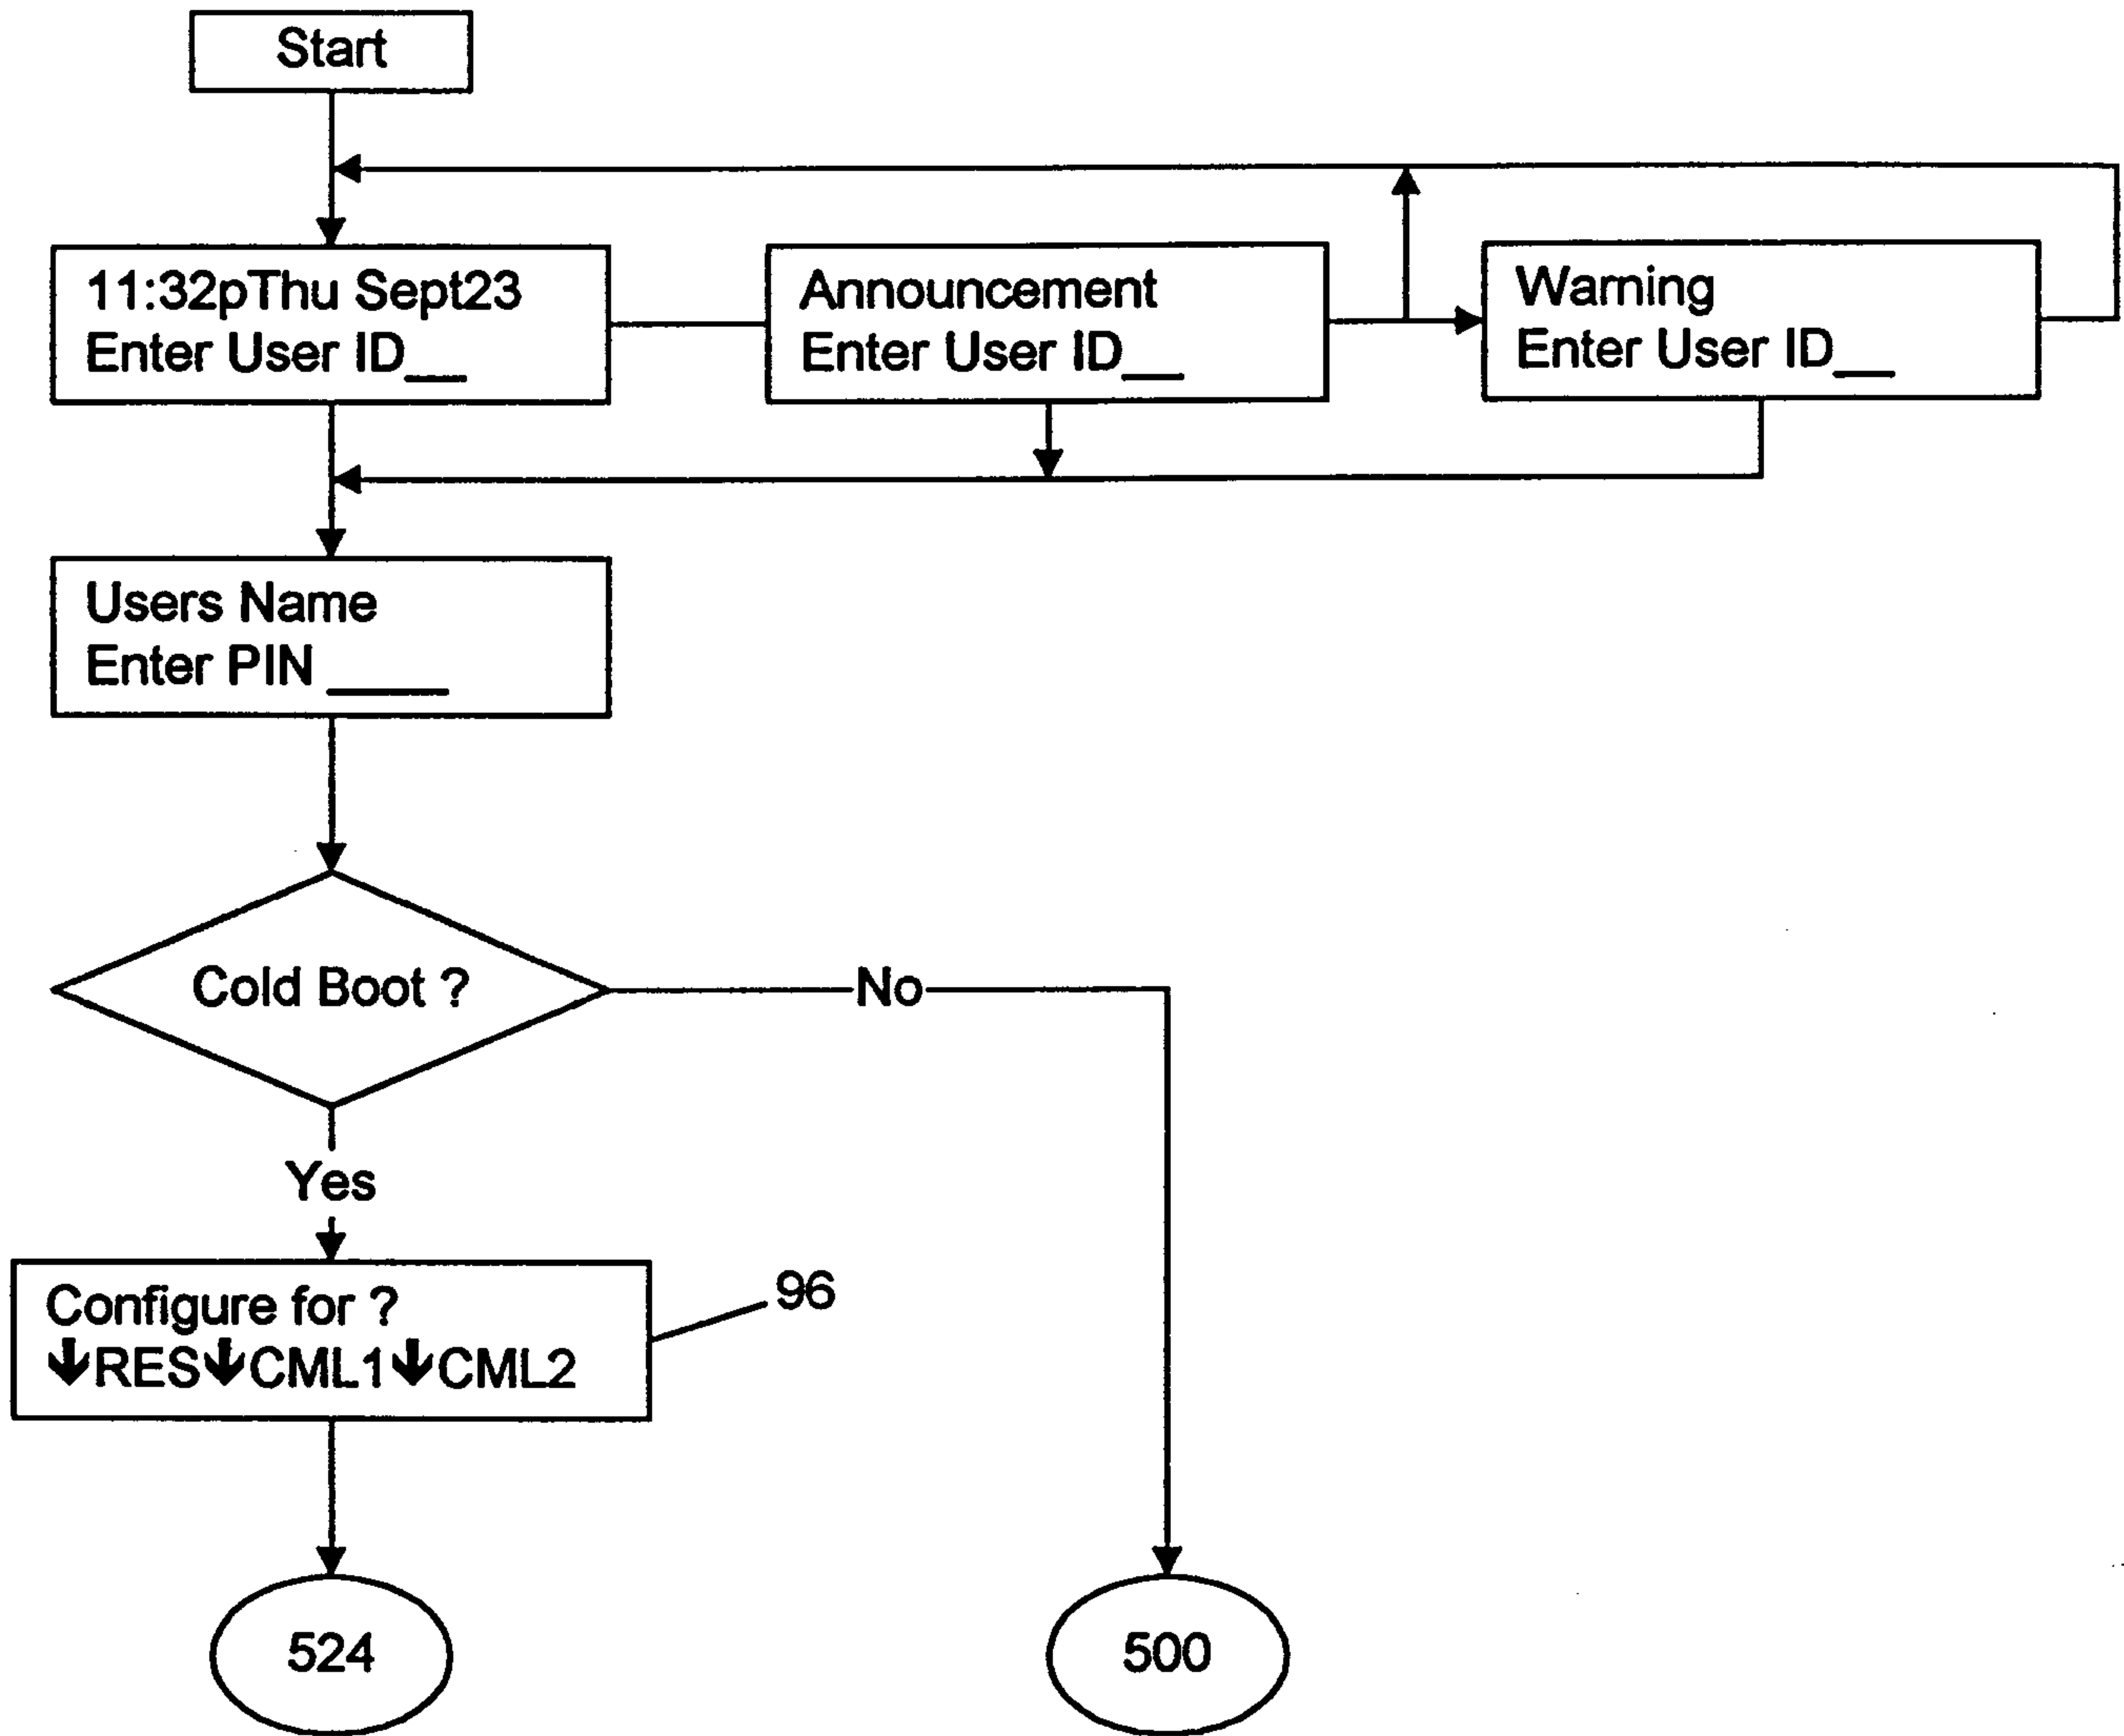 Start
11:32pThu Sept23
Enter User ID__
Announcement
Enter User ID__
Warning
Enter User ID__
Users Name
Enter PIN ____
Cold Boot ?
No
Yes
Configure for ?
↓RES↓CML1↓CML2
96
524
500